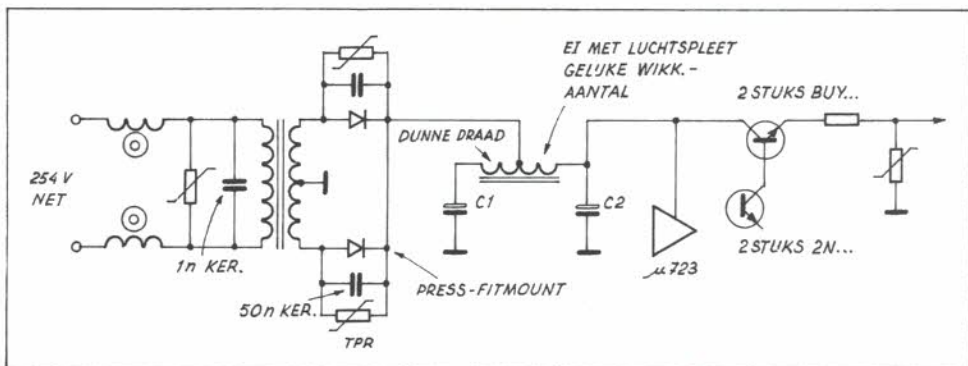 EI MET LUCHTSPLEET
GELIJKE WIKK.-
AANTAL
2 STUKS BUY...
DUNNE DRAAD
254 V
NET
C1
C2
1n KER.
PRESS-FITMOUNT
µ723
2 STUKS 2N...
50n KER.
TPR